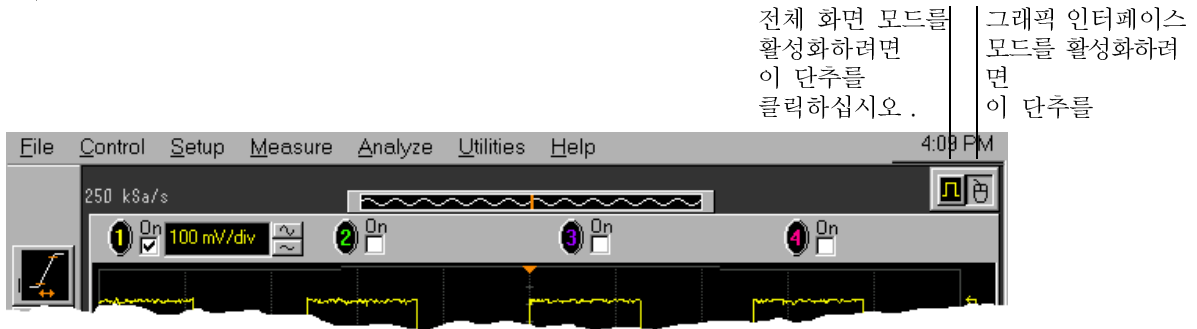 전체 화면 모드를
활성화하려면
이 단추를
클릭하십시오 .
그래픽 인터페이스
모드를 활성화하려
면
이 단추를
File Control Setup Measure Analyze Utilities Help 4:09 PM
250 kSa/s
1 On 100 mV/div 2 On 3 On 4 On